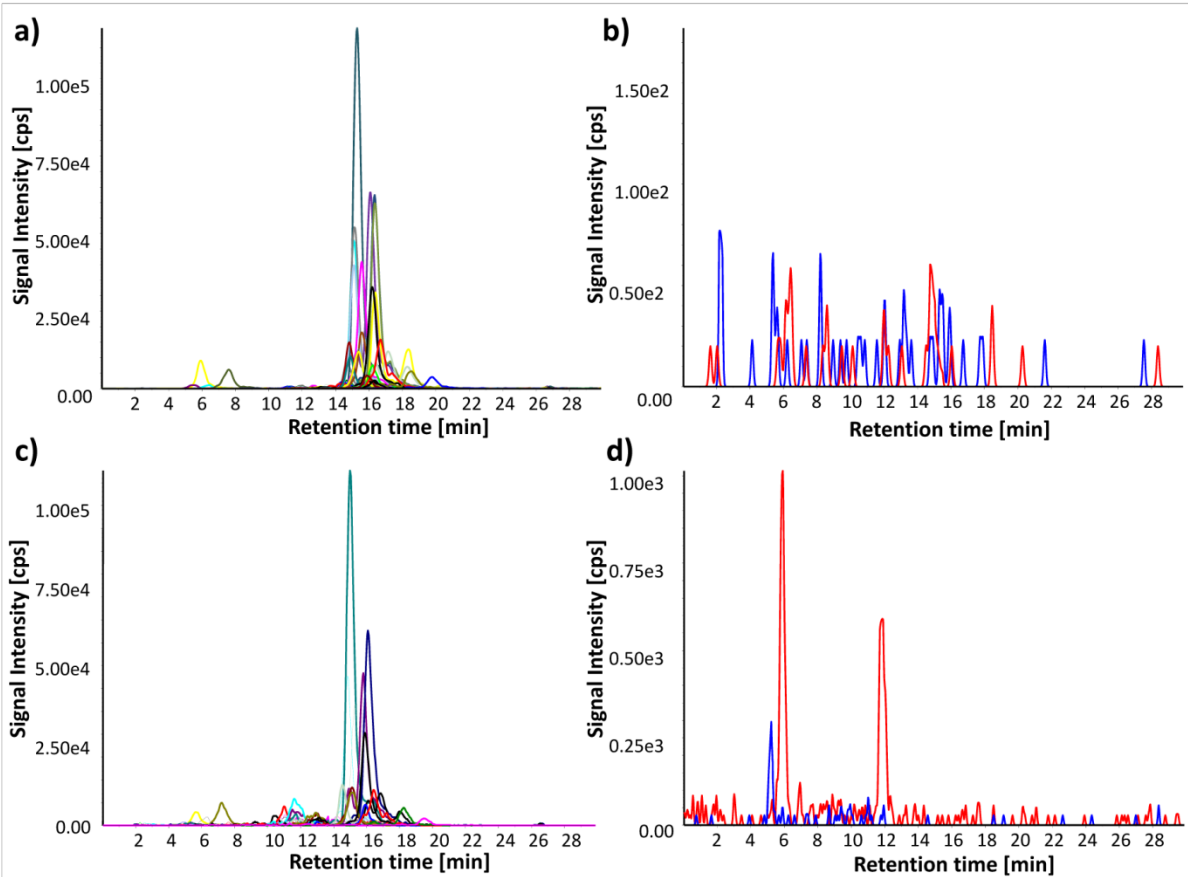 a)
Signal Intensity [cps]
1.00e5
7.50e4
5.00e4
2.50e4
0.00
2 4 6 8 10 12 14 16 18 20 22 24 26 28
Retention time [min]
b)
Signal Intensity [cps]
1.50e2
1.00e2
0.50e2
0.00
2 4 6 8 10 12 14 16 18 20 22 24 26 28
Retention time [min]
c)
Signal Intensity [cps]
1.00e5
7.50e4
5.00e4
2.50e4
0.00
2 4 6 8 10 12 14 16 18 20 22 24 26 28
Retention time [min]
d)
Signal Intensity [cps]
1.00e3
0.75e3
0.50e3
0.25e3
0.00
2 4 6 8 10 12 14 16 18 20 22 24 26 28
Retention time [min]